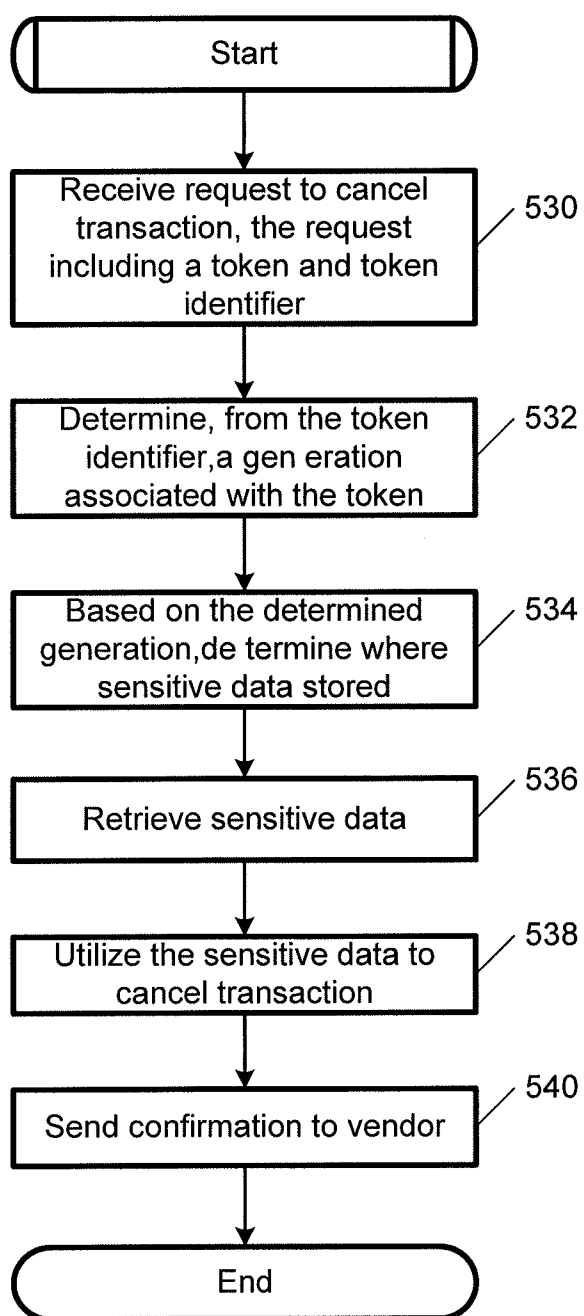 Start
Receive request to cancel
transaction, the request
including a token and token
identifier
530
Determine, from the token
identifier,a gen eration
associated with the token
532
Based on the determined
generation,de termine where
sensitive data stored
534
Retrieve sensitive data
536
Utilize the sensitive data to
cancel transaction
538
Send confirmation to vendor
540
End